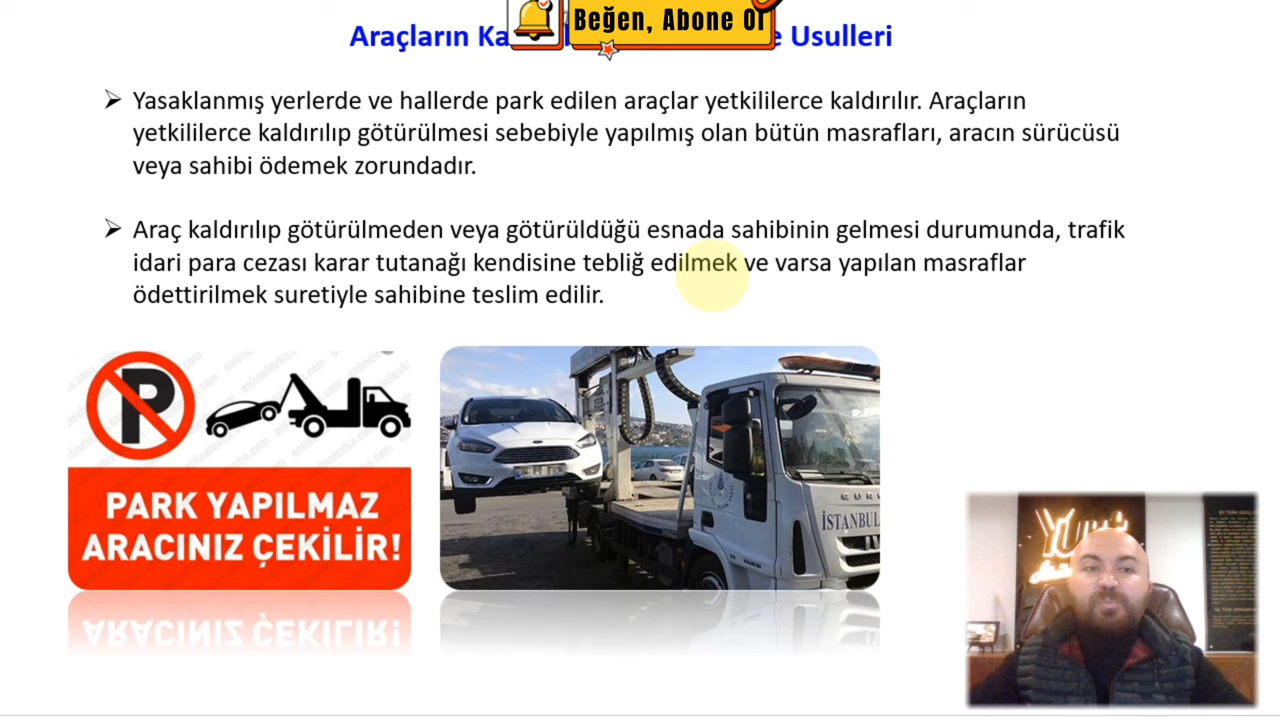 Beğen, Abone Ol
Araçların Ka e Usulleri
➢ Yasaklanmış yerlerde ve hallerde park edilen araçlar yetkililerce kaldırılır. Araçların
yetkililerce kaldırılıp götürülmesi sebebiyle yapılmış olan bütün masrafları, aracın sürücüsü
veya sahibi ödemek zorundadır.
➢ Araç kaldırılıp götürülmeden veya götürüldüğü esnada sahibinin gelmesi durumunda, trafik
idari para cezası karar tutanağı kendisine tebliğ edilmek ve varsa yapılan masraflar
ödettirilmek suretiyle sahibine teslim edilir.
P
PARK YAPILMAZ
ARACINIZ ÇEKİLİR!
İSTANBUL